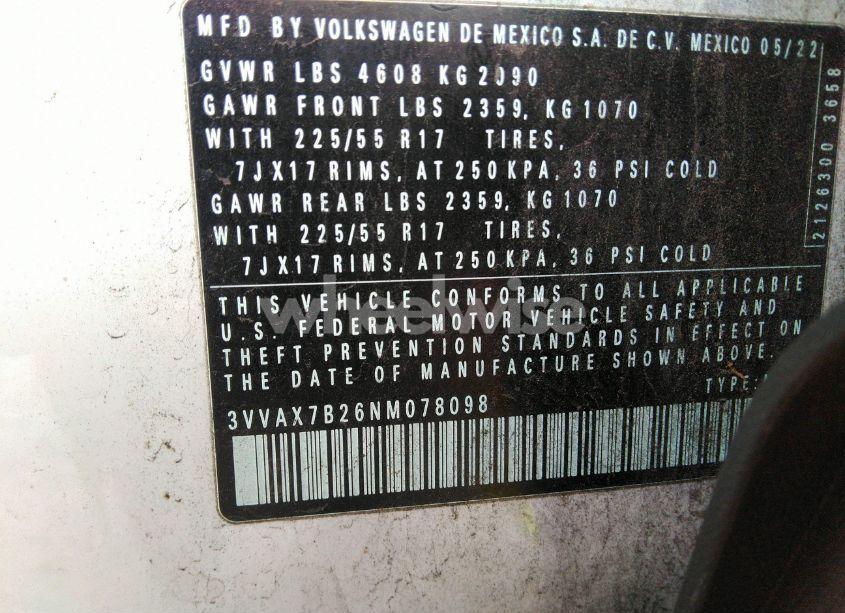 MFD BY VOLKSWAGEN DE MEXICO S.A. DE C.V. MEXICO 05/22
GVWR LBS 4608 KG 2090
GAWR FRONT LBS 2359, KG 1070
WITH 225/55 R17 TIRES,
7JX17 RIMS, AT 250 KPA, 36 PSI COLD
GAWR REAR LBS 2359, KG 1070
WITH 225/55 R17 TIRES,
7JX17 RIMS, AT 250 KPA, 36 PSI COLD
2126300 3658
THIS VEHICLE CONFORMS TO ALL APPLICABLE
U.S. FEDERAL MOTOR VEHICLE SAFETY AND
THEFT PREVENTION STANDARDS IN EFFECT ON
THE DATE OF MANUFACTURE SHOWN ABOVE.
TYPE:
3VVAX7B26NM078098
wheelwise